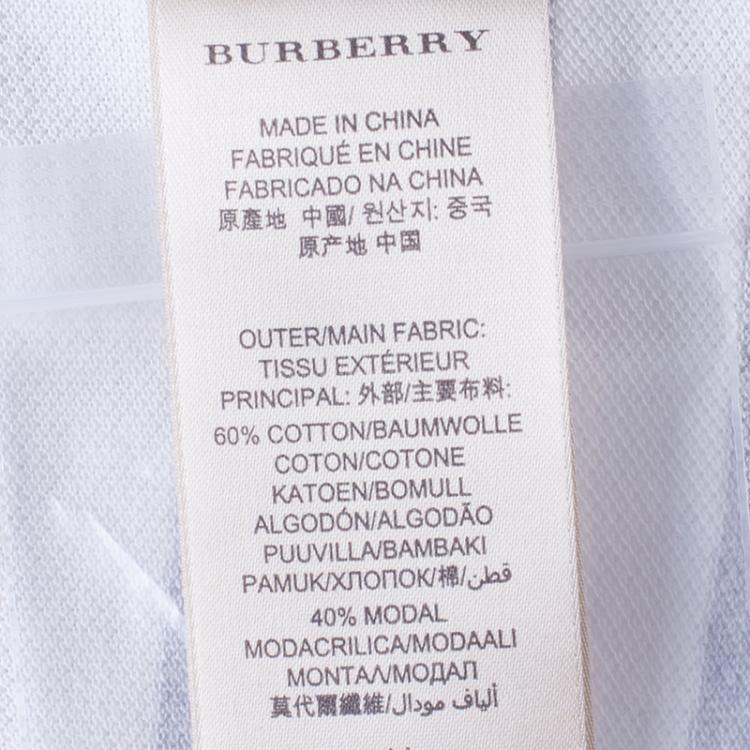 BURBERRY
MADE IN CHINA
FABRIQUÉ EN CHINE
FABRICADO NA CHINA
原產地 中國/ 원산지: 중국
原产地 中国
OUTER/MAIN FABRIC:
TISSU EXTÉRIEUR
PRINCIPAL: 外部/主要布料:
60% COTTON/BAUMWOLLE
COTON/COTONE
KATOEN/BOMULL
ALGODÓN/ALGODÃO
PUUVILLA/BAMBAKI
PAMUK/ХЛОПОК/棉/قطن
40% MODAL
MODACRILICA/MODAALI
ΜΟΝΤΑΛ/МОДАЛ
莫代爾纖維/ألياف مودال